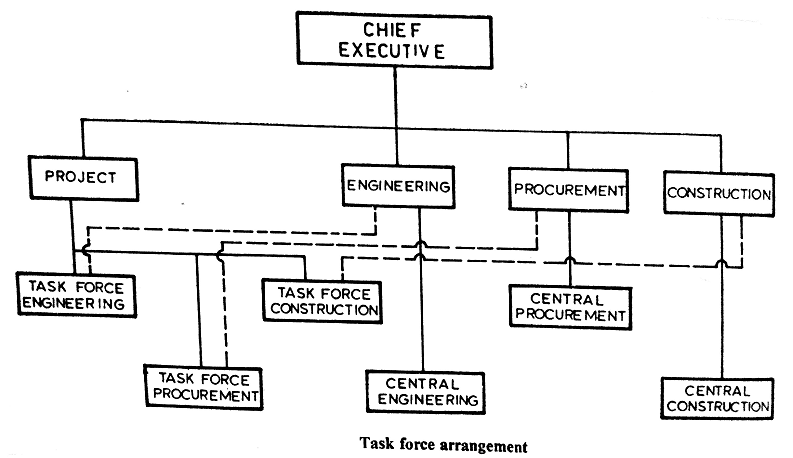 CHIEF
EXECUTIVE
PROJECT
ENGINEERING
PROCUREMENT
CONSTRUCTION
TASK FORCE
ENGINEERING
TASK FORCE
CONSTRUCTION
CENTRAL
PROCUREMENT
TASK FORCE
PROCUREMENT
CENTRAL
ENGINEERING
CENTRAL
CONSTRUCTION
Task force arrangement